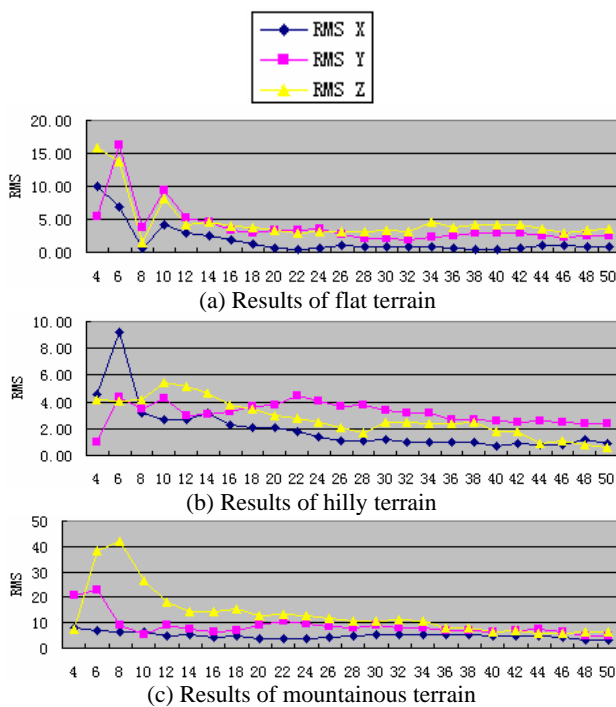 RMS X
RMS Y
RMS Z
20.00
15.00
10.00
5.00
0.00
RMS
4 6 8 10 12 14 16 18 20 22 24 26 28 30 32 34 36 38 40 42 44 46 48 50
(a) Results of flat terrain
10.00
8.00
6.00
4.00
2.00
0.00
RMS
4 6 8 10 12 14 16 18 20 22 24 26 28 30 32 34 36 38 40 42 44 46 48 50
(b) Results of hilly terrain
50
40
30
20
10
0
RMS
4 6 8 10 12 14 16 18 20 22 24 26 28 30 32 34 36 38 40 42 44 46 48 50
(c) Results of mountainous terrain